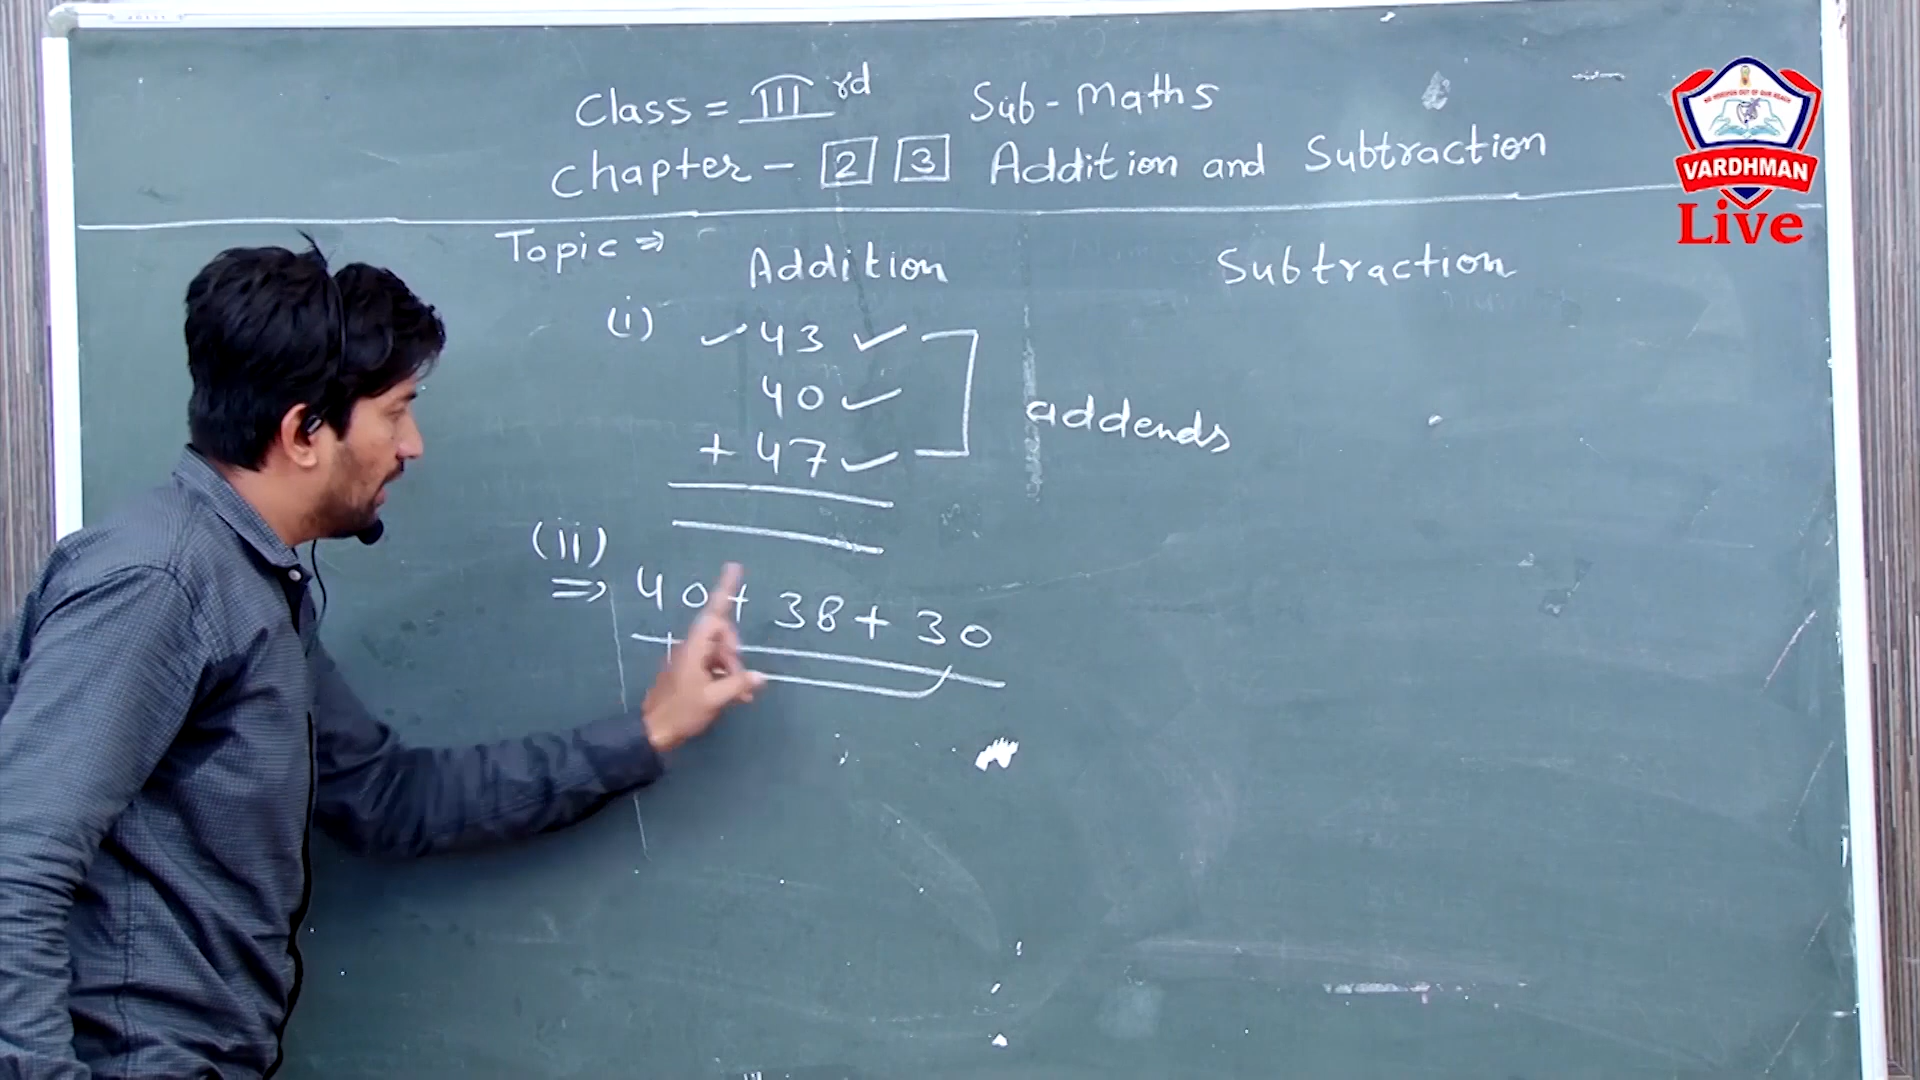 Class = III rd Sub - Maths
Chapter - 2 3 Addition and Subtraction
Topic ⇒ Addition Subtraction
(i) ✓ 43 ✓
40 ✓
+ 47 ✓
addends
(ii)
⇒ 40 + 38 + 30
VARDHMAN
Live